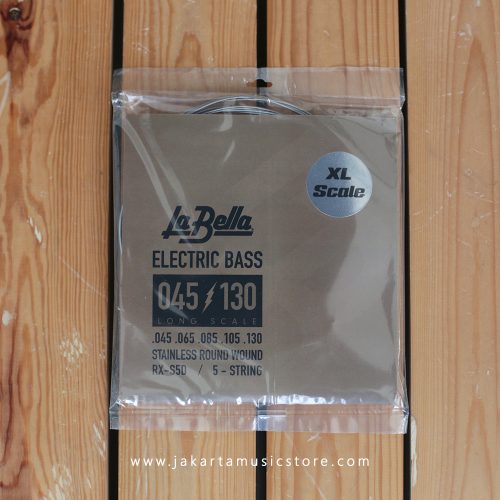 XL
Scale
La Bella
ELECTRIC BASS
045 130
LONG SCALE
.045 .065 .085 .105 .130
STAINLESS ROUND WOUND
RX-S5D / 5-STRING
www.jakartamusicstore.com